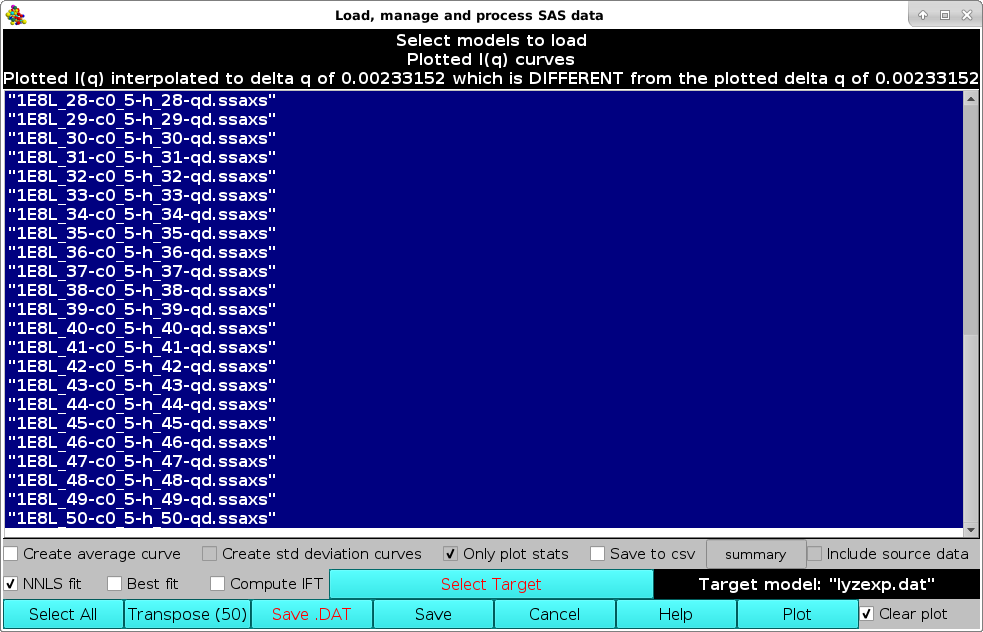 Load, manage and process SAS data
Select models to load
Plotted I(q) curves
Plotted I(q) interpolated to delta q of 0.00233152 which is DIFFERENT from the plotted delta q of 0.00233152
"1E8L_28-c0_5-h_28-qd.ssaxs"
"1E8L_29-c0_5-h_29-qd.ssaxs"
"1E8L_30-c0_5-h_30-qd.ssaxs"
"1E8L_31-c0_5-h_31-qd.ssaxs"
"1E8L_32-c0_5-h_32-qd.ssaxs"
"1E8L_33-c0_5-h_33-qd.ssaxs"
"1E8L_34-c0_5-h_34-qd.ssaxs"
"1E8L_35-c0_5-h_35-qd.ssaxs"
"1E8L_36-c0_5-h_36-qd.ssaxs"
"1E8L_37-c0_5-h_37-qd.ssaxs"
"1E8L_38-c0_5-h_38-qd.ssaxs"
"1E8L_39-c0_5-h_39-qd.ssaxs"
"1E8L_40-c0_5-h_40-qd.ssaxs"
"1E8L_41-c0_5-h_41-qd.ssaxs"
"1E8L_42-c0_5-h_42-qd.ssaxs"
"1E8L_43-c0_5-h_43-qd.ssaxs"
"1E8L_44-c0_5-h_44-qd.ssaxs"
"1E8L_45-c0_5-h_45-qd.ssaxs"
"1E8L_46-c0_5-h_46-qd.ssaxs"
"1E8L_47-c0_5-h_47-qd.ssaxs"
"1E8L_48-c0_5-h_48-qd.ssaxs"
"1E8L_49-c0_5-h_49-qd.ssaxs"
"1E8L_50-c0_5-h_50-qd.ssaxs"
Create average curve Create std deviation curves Only plot stats Save to csv summary Include source data
NNLS fit Best fit Compute IFT Select Target Target model: "lyzexp.dat"
Select All Transpose (50) Save .DAT Save Cancel Help Plot Clear plot